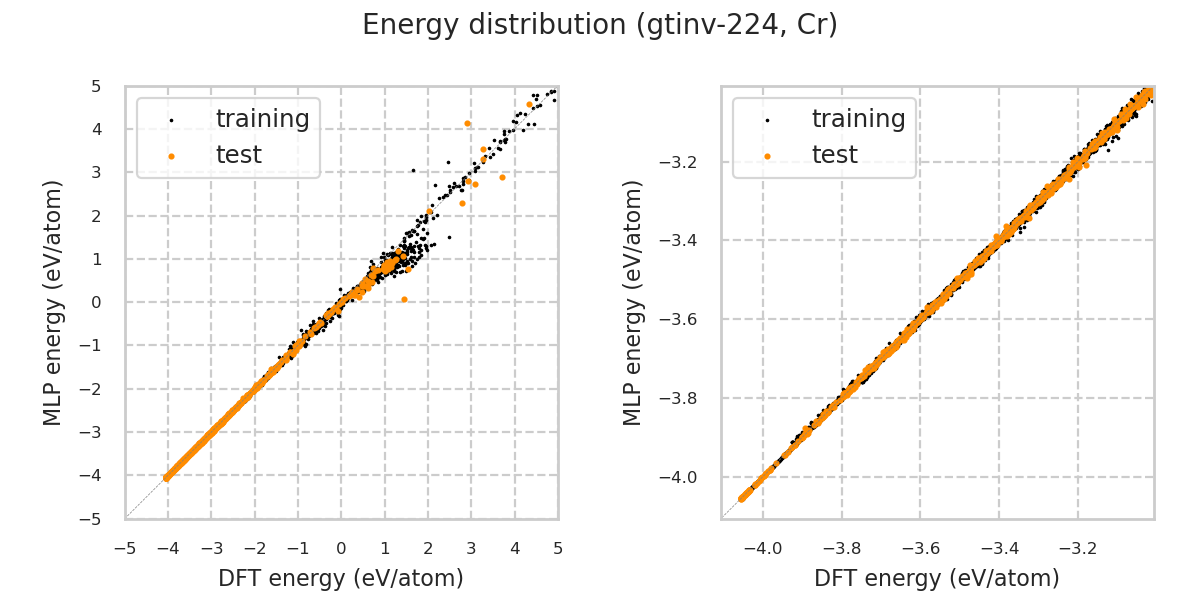 Energy distribution (gtinv-224, Cr)
training
test
5
4
3
2
1
0
−1
−2
−3
−4
−5
MLP energy (eV/atom)
−5 −4 −3 −2 −1 0 1 2 3 4 5
DFT energy (eV/atom)
training
test
−3.2
−3.4
−3.6
−3.8
−4.0
MLP energy (eV/atom)
−4.0 −3.8 −3.6 −3.4 −3.2
DFT energy (eV/atom)